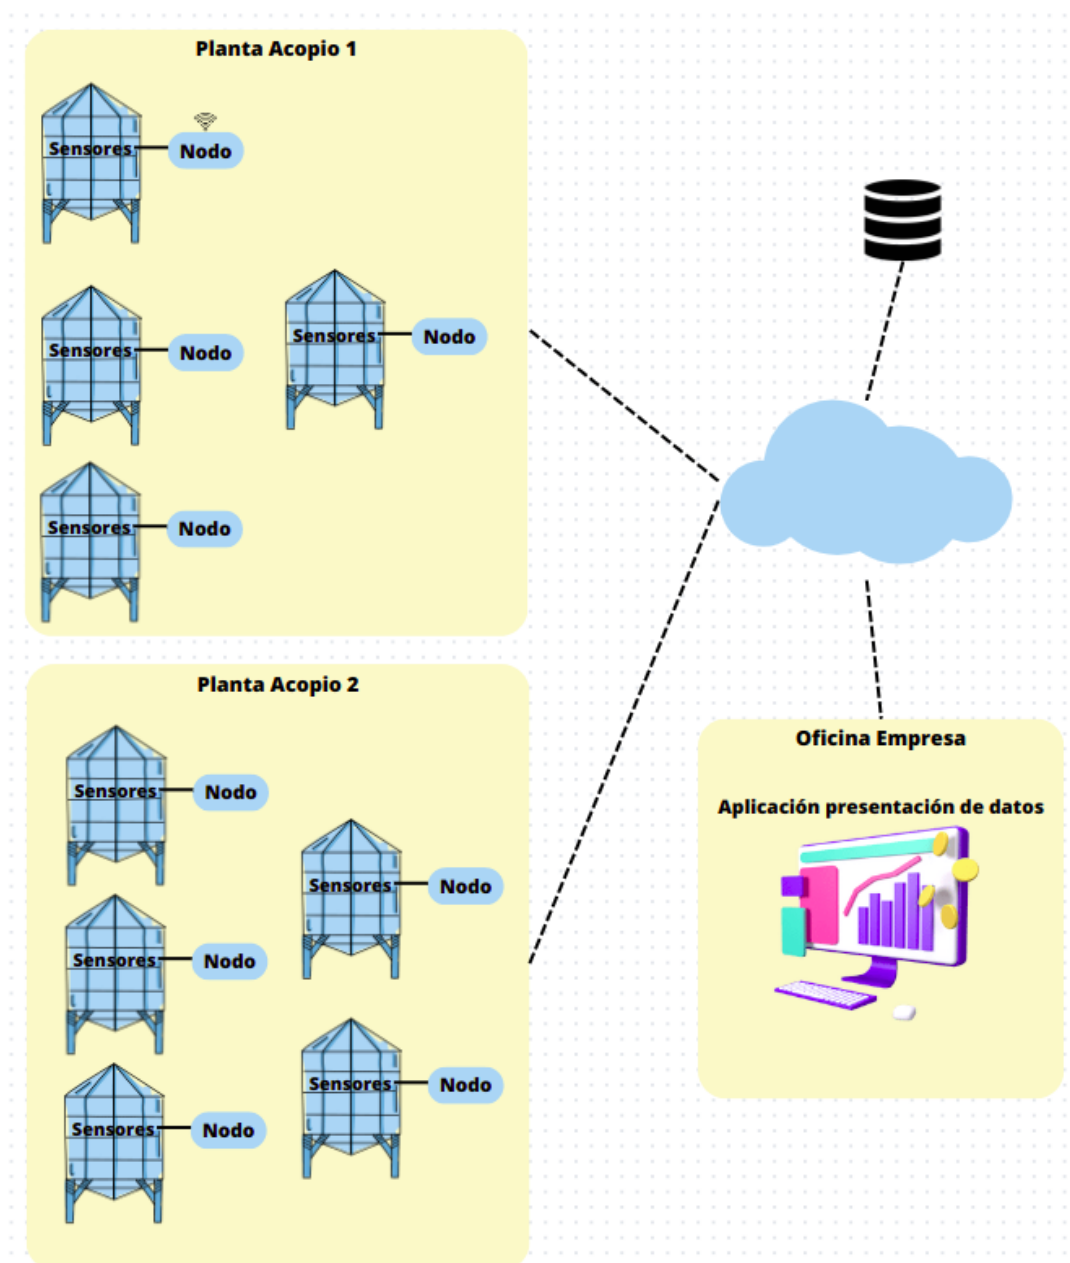 Planta Acopio 1
Sensores
Nodo
Sensores
Nodo
Sensores
Nodo
Sensores
Nodo
Planta Acopio 2
Sensores
Nodo
Sensores
Nodo
Sensores
Nodo
Sensores
Nodo
Sensores
Nodo
Oficina Empresa
Aplicación presentación de datos